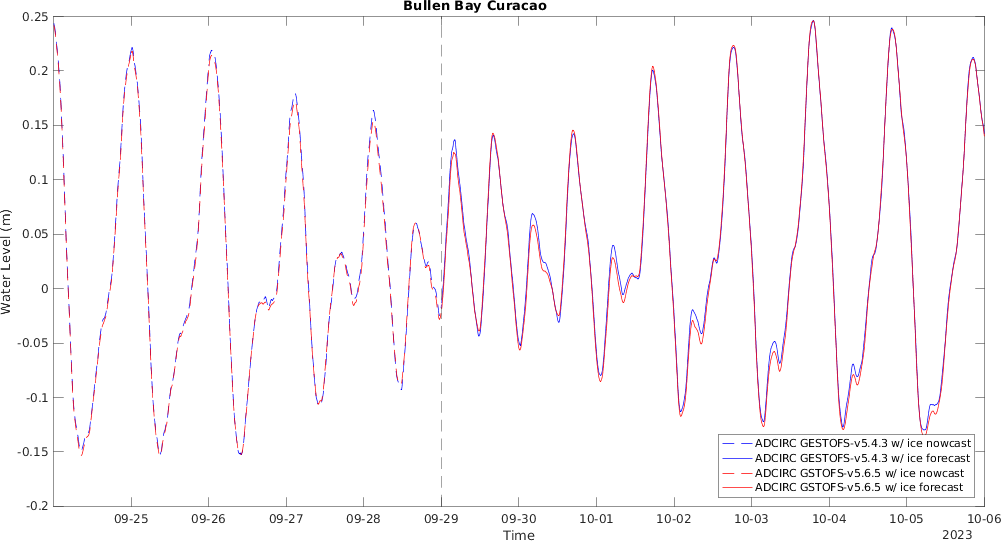 Bullen Bay Curacao
0.25
0.2
0.15
0.1
0.05
0
-0.05
-0.1
-0.15
-0.2
Water Level (m)
ADCIRC GESTOFS-v5.4.3 w/ ice nowcast
ADCIRC GESTOFS-v5.4.3 w/ ice forecast
ADCIRC GSTOFS-v5.6.5 w/ ice nowcast
ADCIRC GSTOFS-v5.6.5 w/ ice forecast
09-25 09-26 09-27 09-28 09-29 09-30 10-01 10-02 10-03 10-04 10-05 10-06
Time
2023